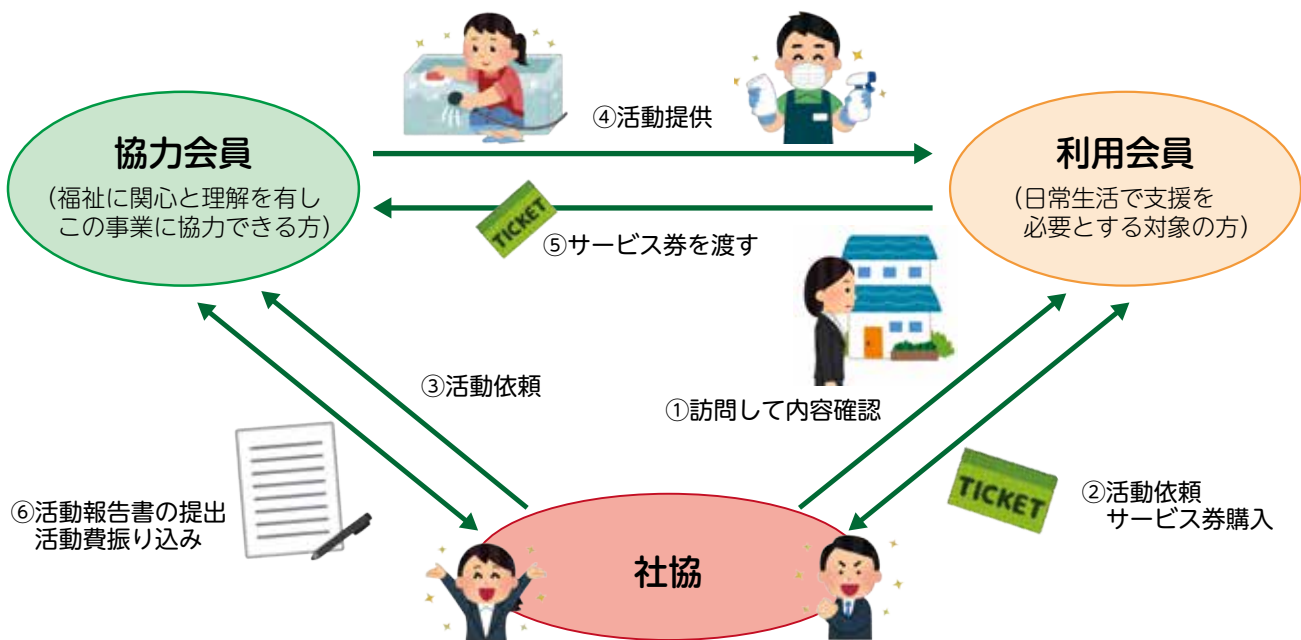 ④活動提供
協力会員
(福祉に関心と理解を有し
この事業に協力できる方)
利用会員
(日常生活で支援を
必要とする対象の方)
TICKET
⑤サービス券を渡す
③活動依頼
①訪問して内容確認
⑥活動報告書の提出
活動費振り込み
TICKET
②活動依頼
サービス券購入
社協